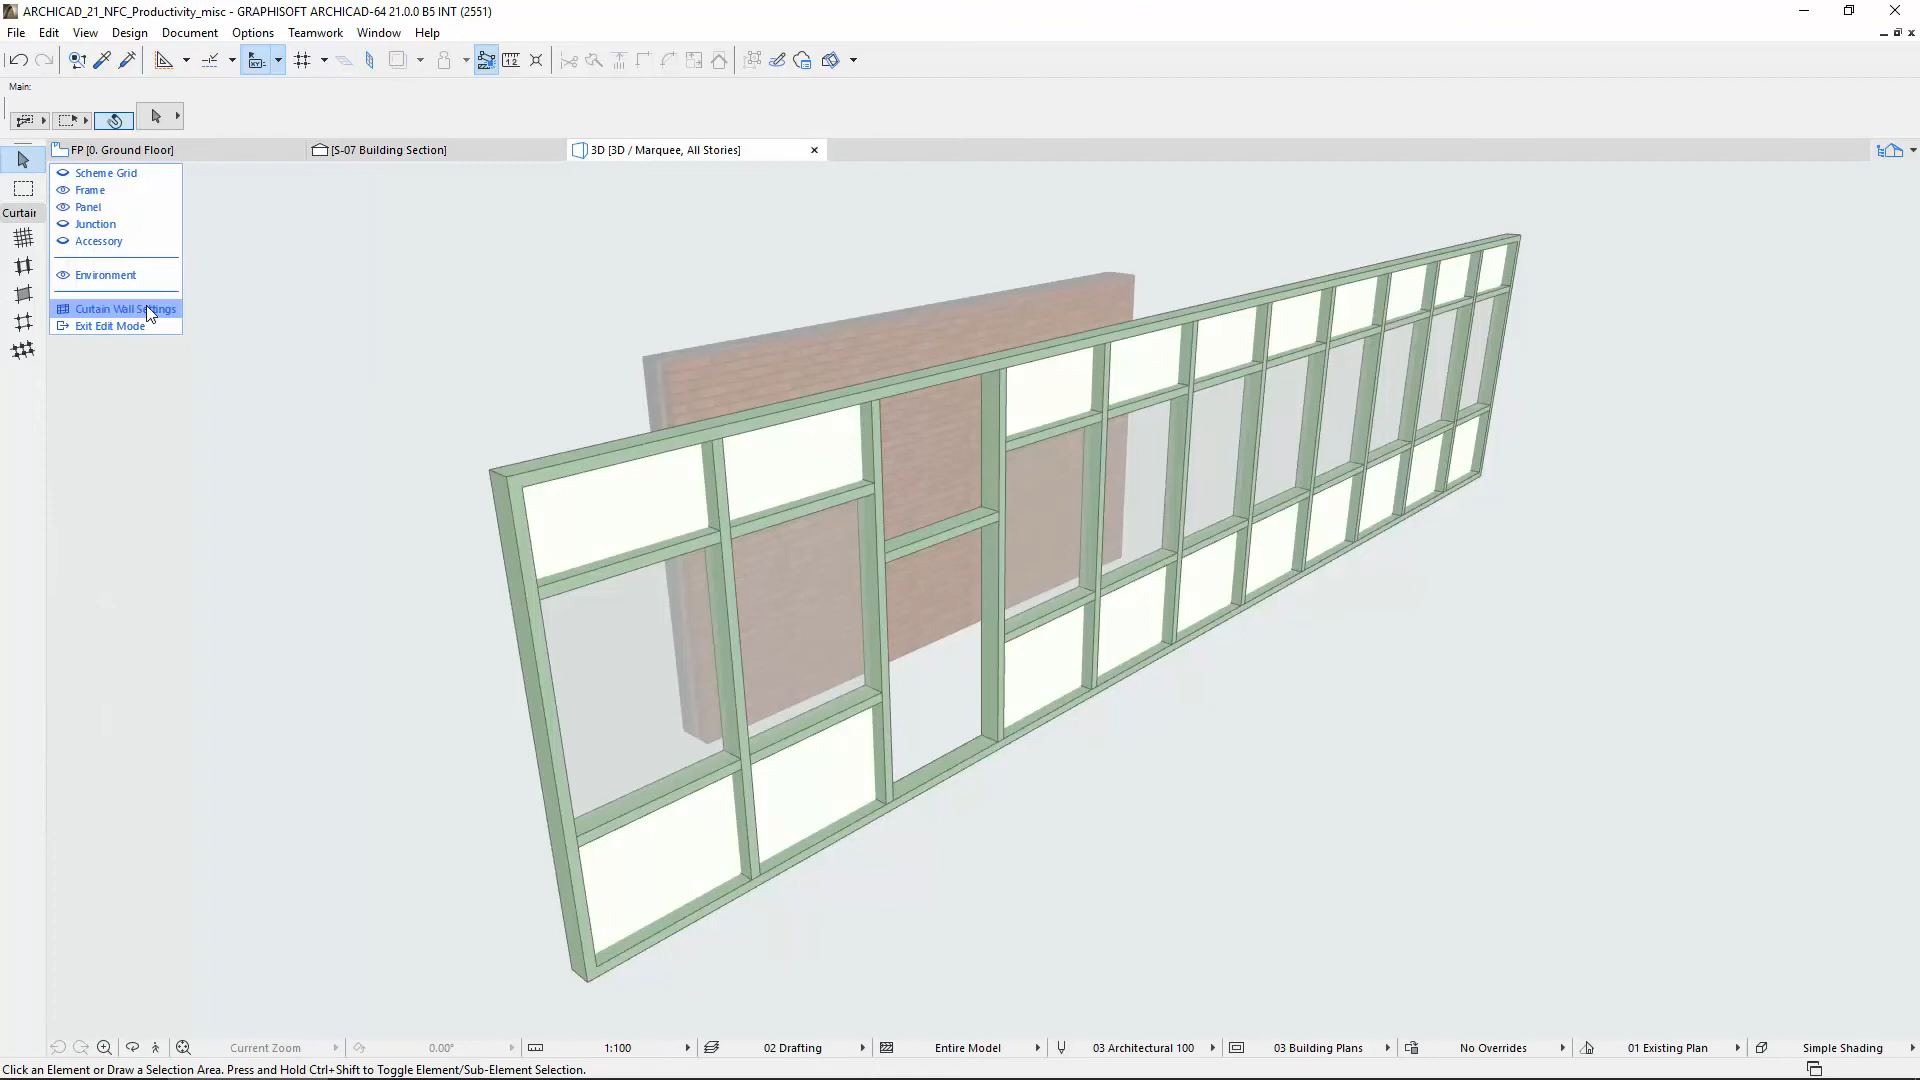 ARCHICAD_21_NFC_Productivity_misc - GRAPHISOFT ARCHICAD-64 21.0.0 B5 INT (2551)
File Edit View Design Document Options Teamwork Window Help
Main:
FP [0. Ground Floor]
[S-07 Building Section]
3D [3D / Marquee, All Stories]
Scheme Grid
Frame
Panel
Junction
Accessory
Environment
Curtain Wall Settings
Exit Edit Mode
Curtair
Current Zoom
0.00°
1:100
02 Drafting
Entire Model
03 Architectural 100
03 Building Plans
No Overrides
01 Existing Plan
Simple Shading
Click an Element or Draw a Selection Area. Press and Hold Ctrl+Shift to Toggle Element/Sub-Element Selection.